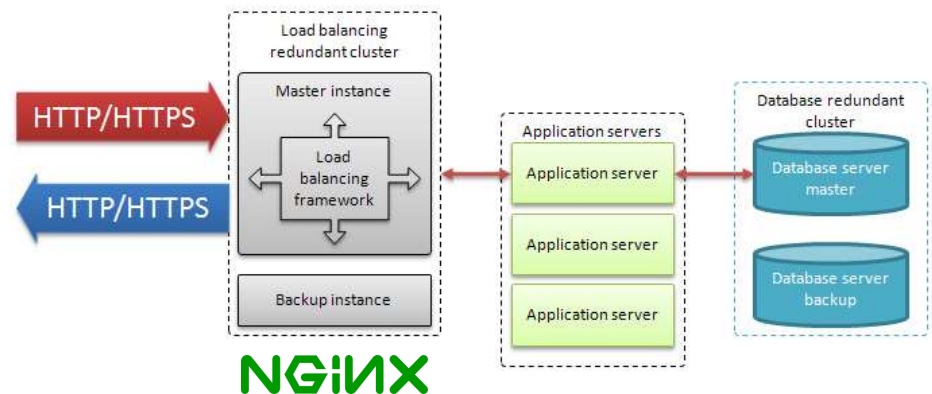 Load balancing
redundant cluster
Master instance
HTTP/HTTPS
Load
balancing
framework
HTTP/HTTPS
Backup instance
NGiNX
Application servers
Application server
Application server
Application server
Database redundant
cluster
Database server
master
Database server
backup